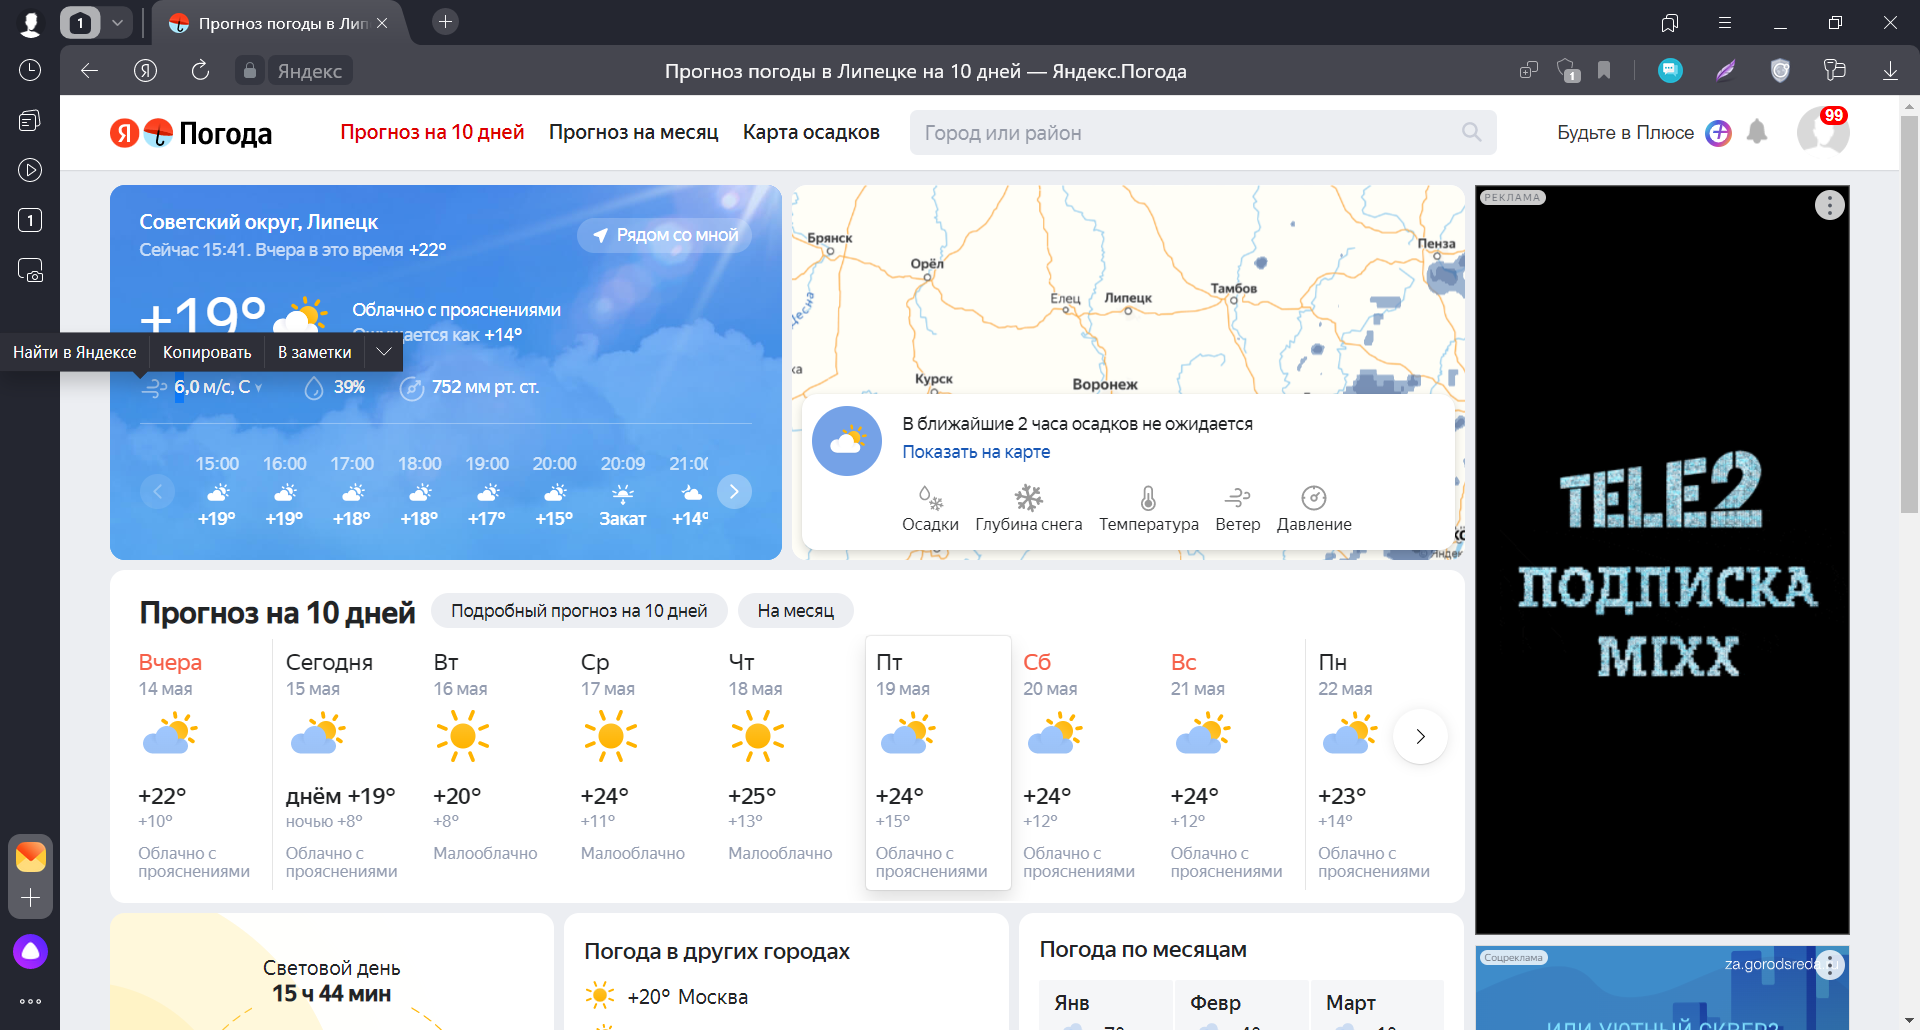 1
Прогноз погоды в Лип
Яндекс
Прогноз погоды в Липецке на 10 дней — Яндекс.Погода
1
1
Я Погода
Прогноз на 10 дней
Прогноз на месяц
Карта осадков
Город или район
Будьте в Плюсе
99
Советский округ, Липецк
Сейчас 15:41. Вчера в это время +22°
Рядом со мной
+19°
Облачно с прояснениями
ается как +14°
Найти в Яндексе
Копировать
В заметки
6,0 м/с, С
39%
752 мм рт. ст.
15:00 16:00 17:00 18:00 19:00 20:00 20:09 21:00
+19° +19° +18° +18° +17° +15° Закат +14°
Брянск
Орёл
Елец
Липецк
Тамбов
Пенза
Десна
Курск
Воронеж
В ближайшие 2 часа осадков не ожидается
Показать на карте
Осадки
Глубина снега
Температура
Ветер
Давление
Прогноз на 10 дней
Подробный прогноз на 10 дней
На месяц
Вчера Сегодня Вт Ср Чт Пт Сб Вс Пн
14 мая 15 мая 16 мая 17 мая 18 мая 19 мая 20 мая 21 мая 22 мая
+22° днём +19° +20° +24° +25° +24° +24° +24° +23°
+10° ночью +8° +8° +11° +13° +15° +12° +12° +14°
Облачно с Облачно с Малооблачно Малооблачно Малооблачно Облачно с Облачно с Облачно с Облачно с
прояснениями прояснениями прояснениями прояснениями прояснениями прояснениями
Световой день
15 ч 44 мин
Погода в других городах
+20° Москва
Погода по месяцам
Янв Февр Март
РЕКЛАМА
TELE2
ПОДПИСКА
MIXX
Соцреклама
za.gorodsreda
ИЛИ УЮТНЫЙ СКВЕР?